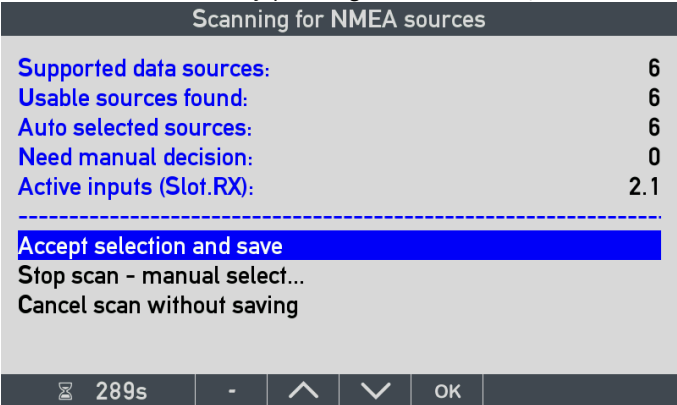 Scanning for NMEA sources
Supported data sources: 6
Usable sources found: 6
Auto selected sources: 6
Need manual decision: 0
Active inputs (Slot.RX): 2.1
Accept selection and save
Stop scan - manual select...
Cancel scan without saving
289s - OK